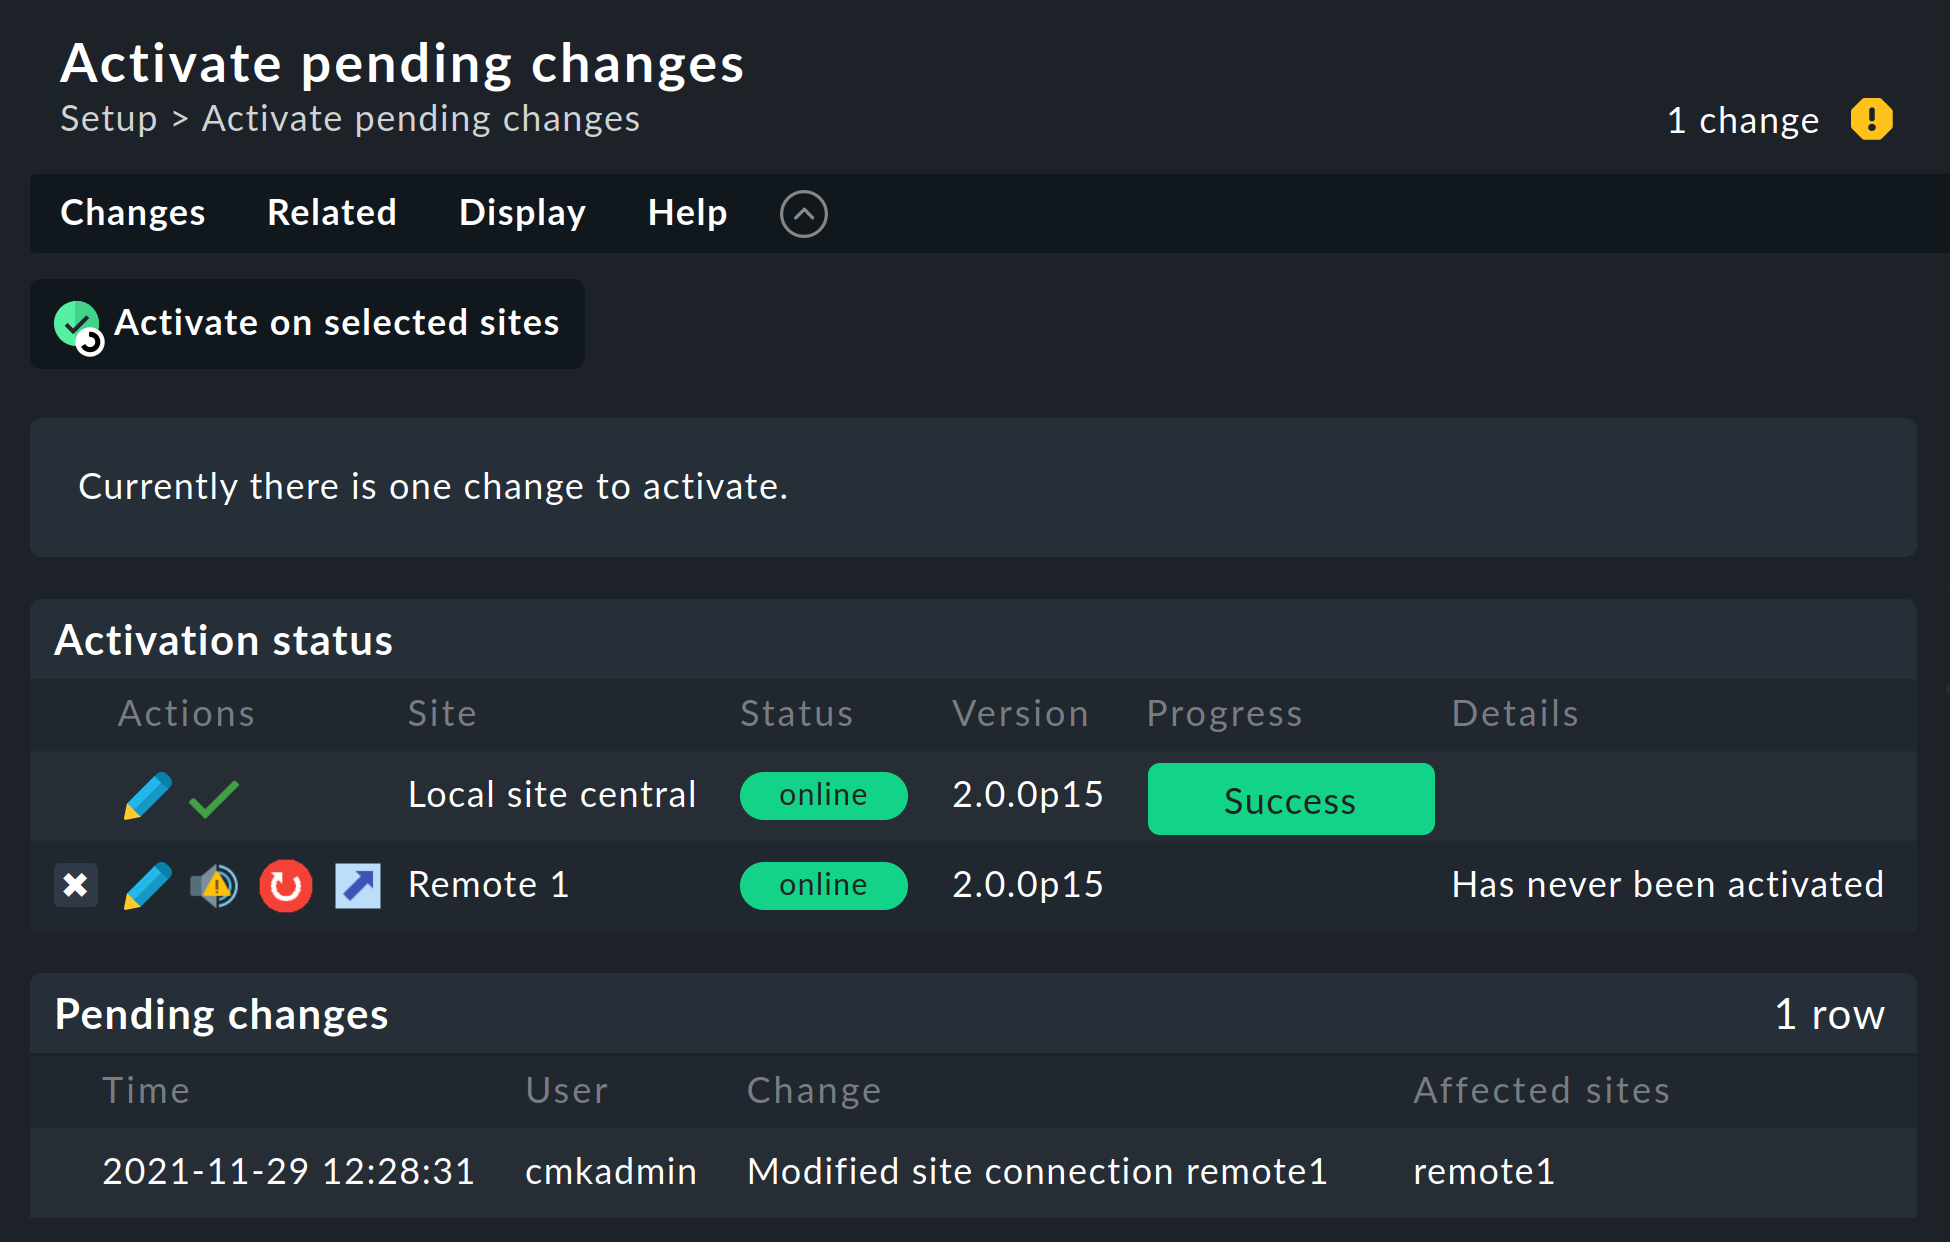 Activate pending changes
Setup > Activate pending changes
1 change
Changes Related Display Help
Activate on selected sites
Currently there is one change to activate.
Activation status
Actions Site Status Version Progress Details
Local site central online 2.0.0p15 Success
Remote 1 online 2.0.0p15 Has never been activated
Pending changes 1 row
Time User Change Affected sites
2021-11-29 12:28:31 cmkadmin Modified site connection remote1 remote1